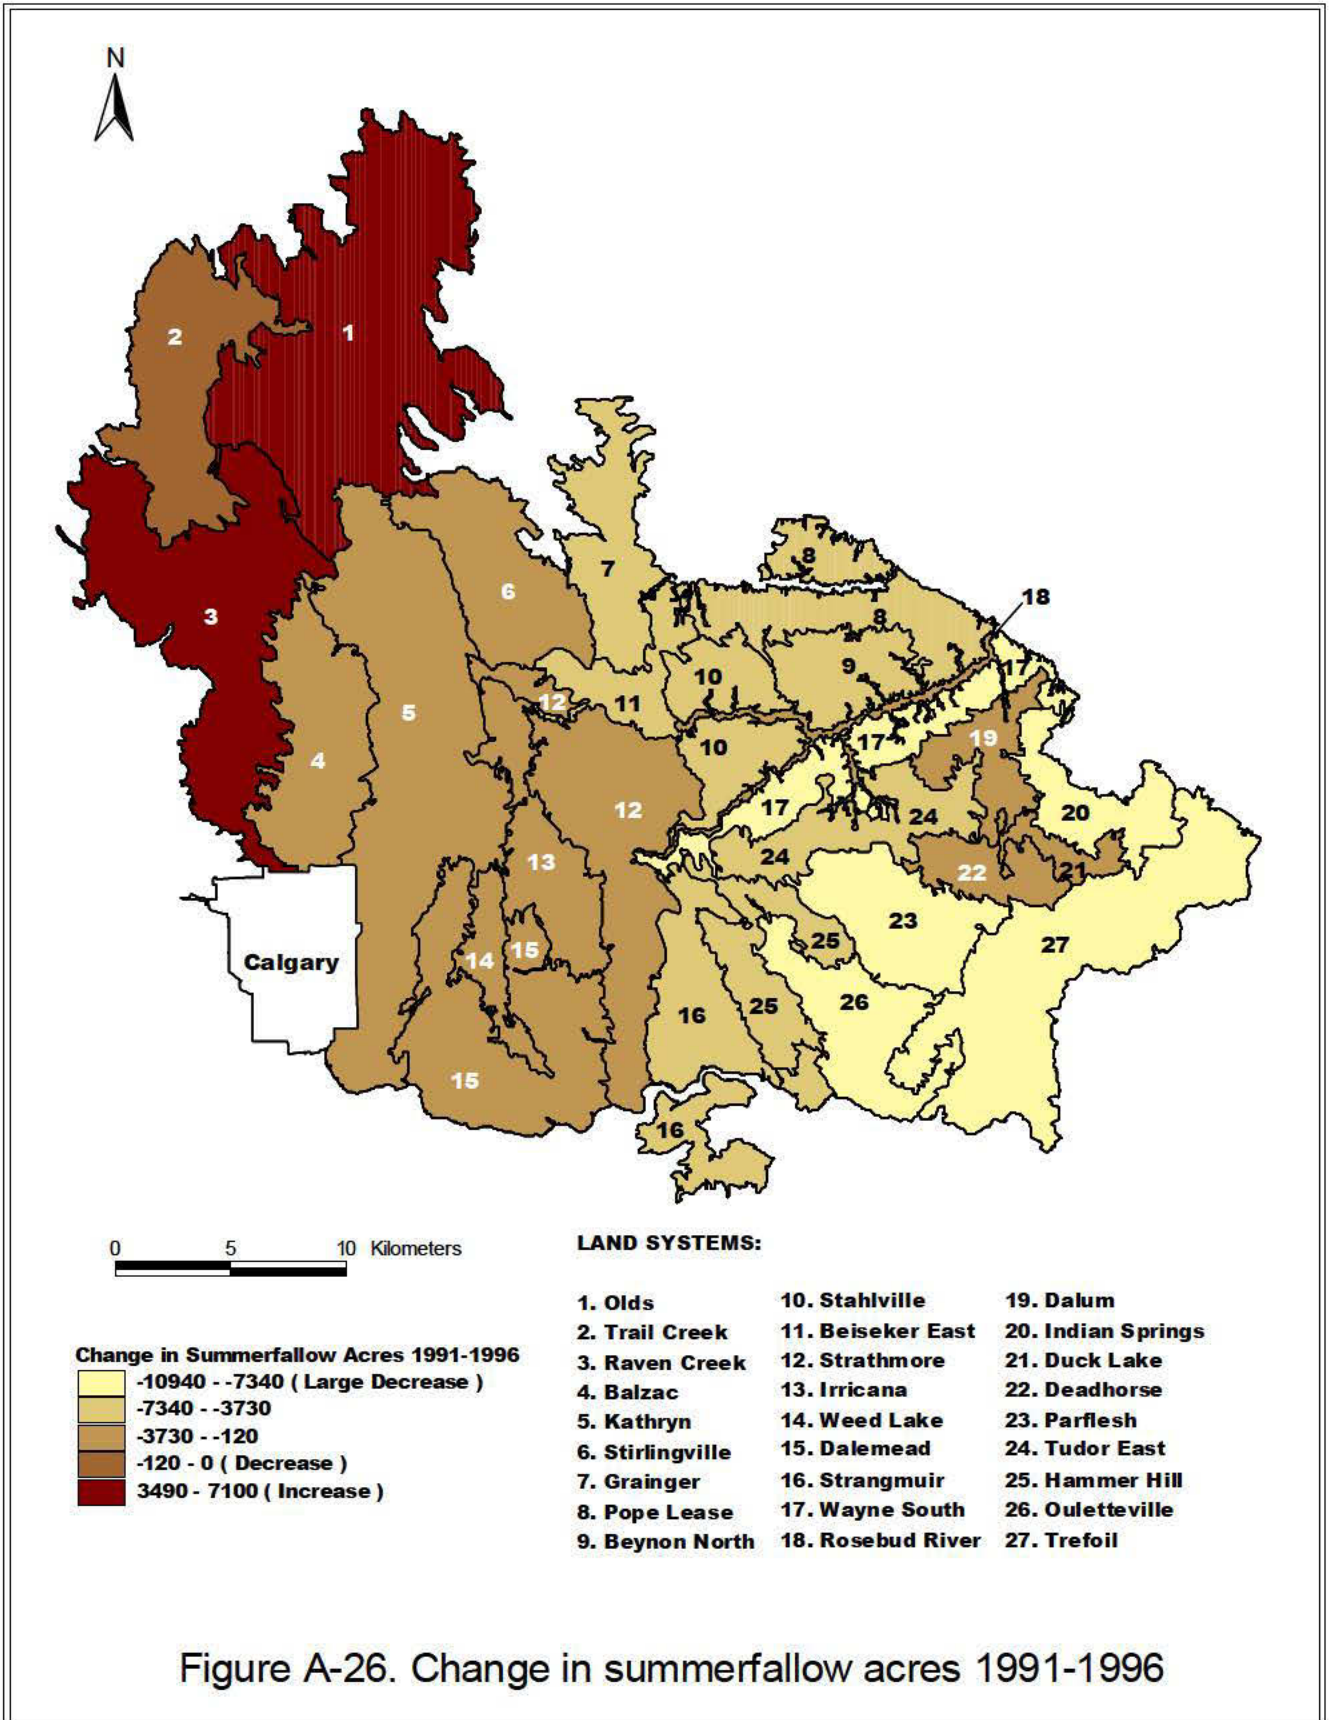 N
1
2
3
4
5
6
7
8
8
18
9
17
10
11
12
10
17
19
12
17
24
20
13
24
22
21
14
15
25
23
27
Calgary
16
25
26
15
16
0 5 10 Kilometers
LAND SYSTEMS:
1. Olds
2. Trail Creek
3. Raven Creek
4. Balzac
5. Kathryn
6. Stirlingville
7. Grainger
8. Pope Lease
9. Beynon North
10. Stahlville
11. Beiseker East
12. Strathmore
13. Irricana
14. Weed Lake
15. Dalemead
16. Strangmuir
17. Wayne South
18. Rosebud River
19. Dalum
20. Indian Springs
21. Duck Lake
22. Deadhorse
23. Parflesh
24. Tudor East
25. Hammer Hill
26. Ouletteville
27. Trefoil
Change in Summerfallow Acres 1991-1996
-10940 - -7340 ( Large Decrease )
-7340 - -3730
-3730 - -120
-120 - 0 ( Decrease )
3490 - 7100 ( Increase )
Figure A-26. Change in summerfallow acres 1991-1996